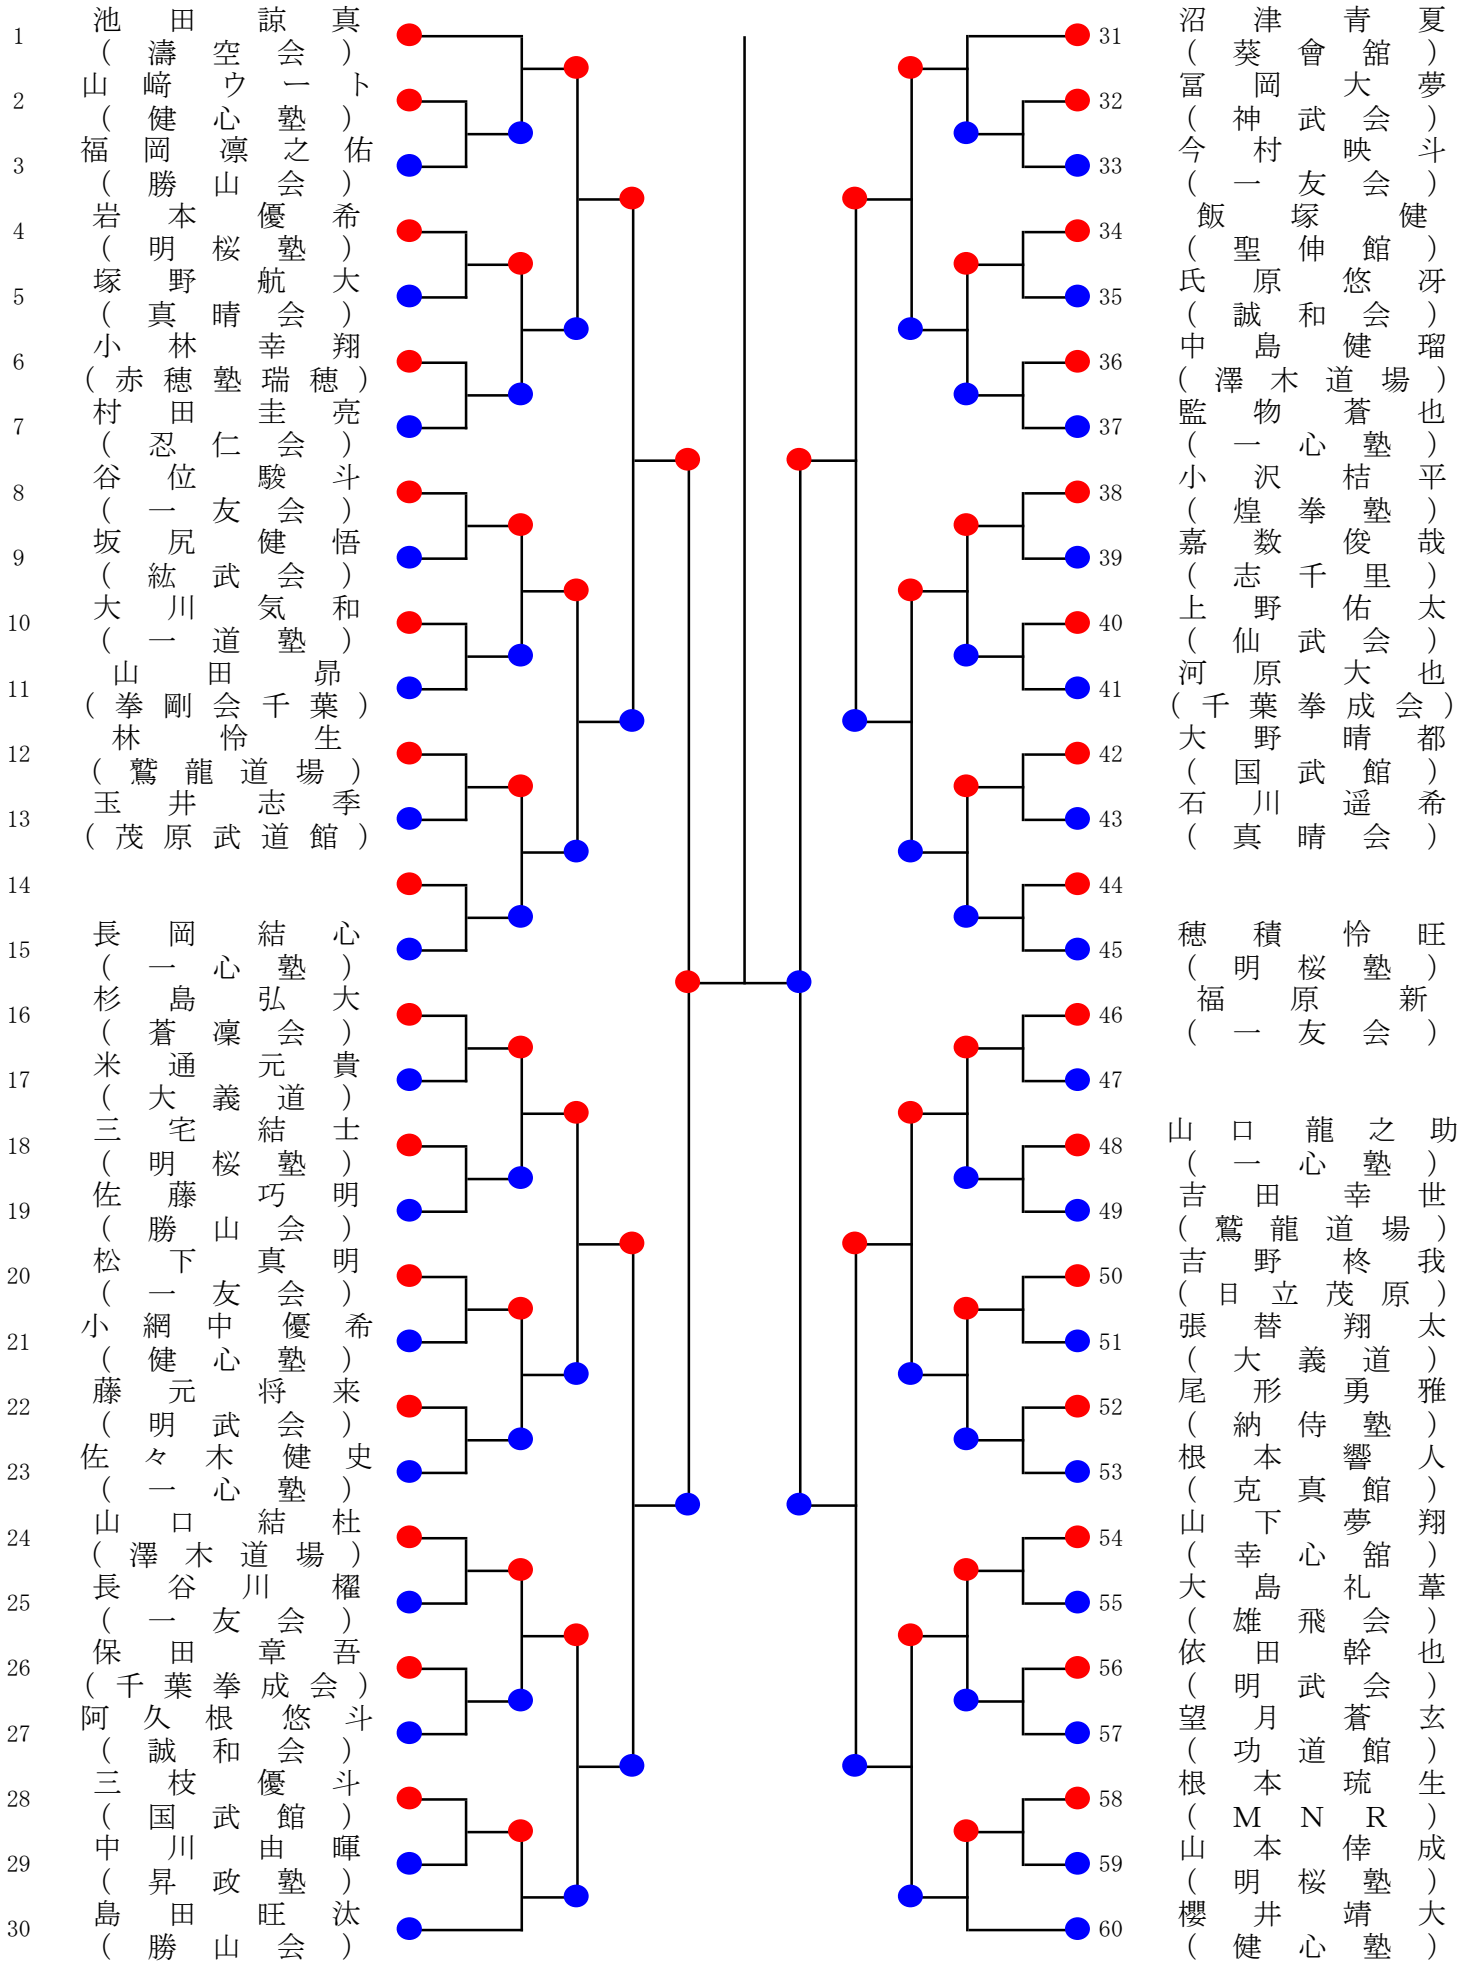 1 池田諒真
(濤空会)
2 山﨑ウート
(健心塾)
3 福岡凛之佑
(勝山会)
4 岩本優希
(明桜塾)
5 塚野航大
(真晴会)
6 小林幸翔
(赤穂塾瑞穂)
7 村田圭亮
(忍仁会)
8 谷位駿斗
(一友会)
9 坂尻健悟
(紘武会)
10 大川気和
(一道塾)
11 山田昴
(拳剛会千葉)
12 林怜生
(鷲龍道場)
13 玉井志季
(茂原武道館)
14
15 長岡結心
(一心塾)
16 杉島弘大
(蒼凜会)
17 米通元貴
(大義道)
18 三宅結士
(明桜塾)
19 佐藤巧明
(勝山会)
20 松下真明
(一友会)
21 小網中優希
(健心塾)
22 藤元将来
(明武会)
23 佐々木健史
(一心塾)
24 山口結杜
(澤木道場)
25 長谷川櫂
(一友会)
26 保田章吾
(千葉拳成会)
27 阿久根悠斗
(誠和会)
28 三枝優斗
(国武館)
29 中川由暉
(昇政塾)
30 島田旺汰
(勝山会)
31 沼津青夏
(葵會舘)
32 冨岡大夢
(神武会)
33 今村映斗
(一友会)
34 飯塚健
(聖伸館)
35 氏原悠冴
(誠和会)
36 中島健瑠
(澤木道場)
37 監物蒼也
(一心塾)
38 小沢桔平
(煌拳塾)
39 嘉数俊哉
(志千里)
40 上野佑太
(仙武会)
41 河原大也
(千葉拳成会)
42 大野晴都
(国武館)
43 石川遥希
(真晴会)
44
45 穂積怜旺
(明桜塾)
46 福原新
(一友会)
47
48 山口龍之助
(一心塾)
49 吉田幸世
(鷲龍道場)
50 吉野柊我
(日立茂原)
51 張替翔太
(大義道)
52 尾形勇雅
(納侍塾)
53 根本響人
(克真館)
54 山下夢翔
(幸心舘)
55 大島礼葦
(雄飛会)
56 依田幹也
(明武会)
57 望月蒼玄
(功道館)
58 根本琉生
(MNR)
59 山本倖成
(明桜塾)
60 櫻井靖大
(健心塾)